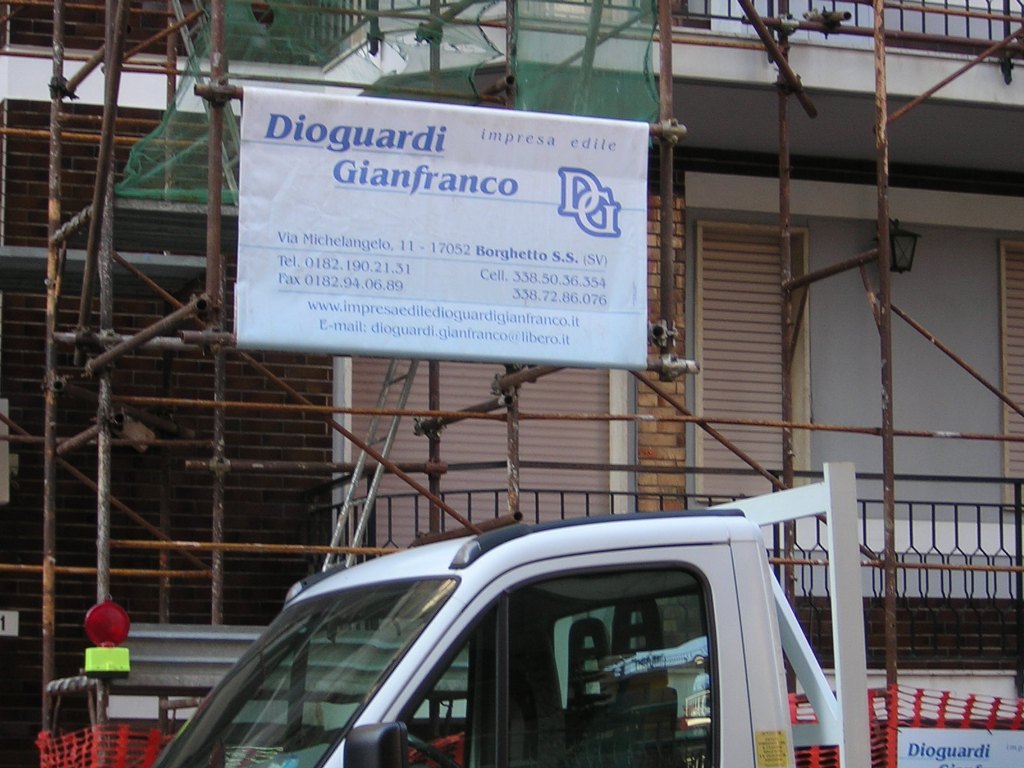 Dioguardi impresa edile
Gianfranco
DG
Via Michelangelo, 11 - 17052 Borghetto S.S. (SV)
Tel. 0182.190.21.31 Cell. 338.50.36.354
Fax 0182.94.06.89 338.72.86.076
www.impresaediledioguardigianfranco.it
E-mail: dioguardi.gianfranco@libero.it
1
Dioguardi
Gianfranco